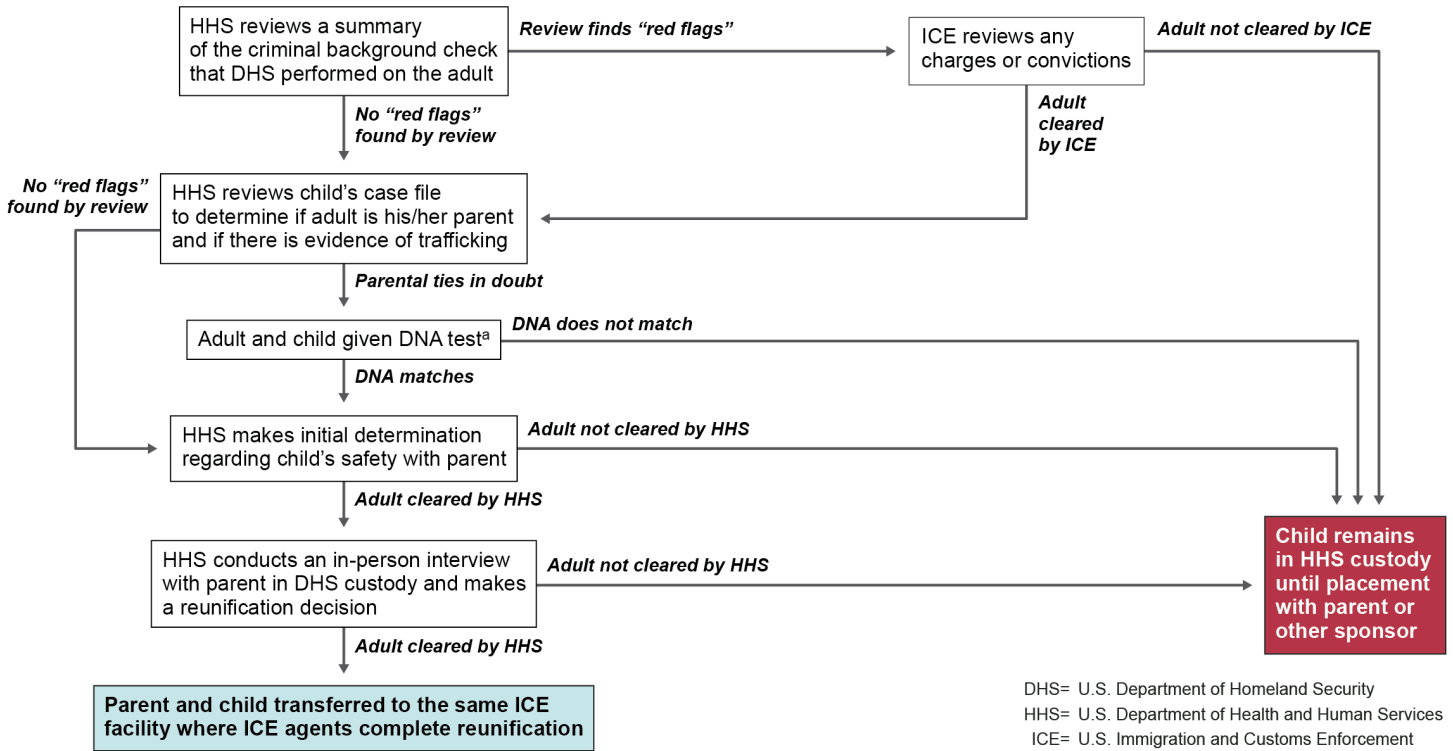 HHS reviews a summary
of the criminal background check
that DHS performed on the adult
Review finds “red flags”
ICE reviews any
charges or convictions
Adult not cleared by ICE
No “red flags”
found by review
Adult
cleared
by ICE
No “red flags”
found by review
HHS reviews child’s case file
to determine if adult is his/her parent
and if there is evidence of trafficking
Parental ties in doubt
Adult and child given DNA testᵃ
DNA does not match
DNA matches
HHS makes initial determination
regarding child’s safety with parent
Adult not cleared by HHS
Adult cleared by HHS
HHS conducts an in-person interview
with parent in DHS custody and makes
a reunification decision
Adult not cleared by HHS
Child remains
in HHS custody
until placement
with parent or
other sponsor
Adult cleared by HHS
Parent and child transferred to the same ICE
facility where ICE agents complete reunification
DHS= U.S. Department of Homeland Security
HHS= U.S. Department of Health and Human Services
ICE= U.S. Immigration and Customs Enforcement